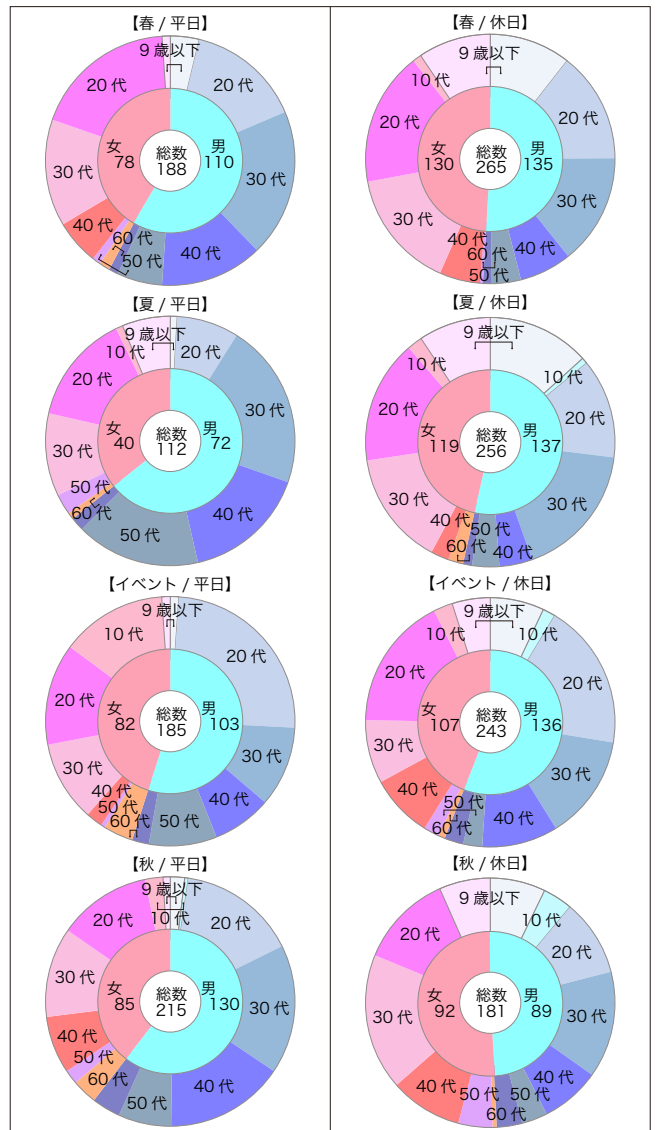 【春 / 平日】
9 歳以下
20 代
20 代
女
78
総数
188
男
110
30 代
30 代
40 代
60 代
50 代
40 代
【春 / 休日】
9 歳以下
10 代
20 代
20 代
女
130
総数
265
男
135
30 代
30 代
40 代
60 代
50 代
40 代
【夏 / 平日】
9 歳以下
10 代
20 代
20 代
30 代
女
40
総数
112
男
72
30 代
50 代
60 代
40 代
50 代
【夏 / 休日】
9 歳以下
10 代
10 代
20 代
20 代
女
119
総数
256
男
137
30 代
30 代
40 代
50 代
60 代
40 代
【イベント / 平日】
9 歳以下
10 代
20 代
20 代
女
82
総数
185
男
103
30 代
30 代
40 代
50 代
60 代
50 代
40 代
【イベント / 休日】
9 歳以下
10 代
10 代
20 代
20 代
女
107
総数
243
男
136
30 代
30 代
40 代
50 代
60 代
40 代
【秋 / 平日】
9 歳以下
10 代
20 代
20 代
30 代
女
85
総数
215
男
130
30 代
40 代
50 代
60 代
50 代
40 代
【秋 / 休日】
9 歳以下
10 代
20 代
20 代
女
92
総数
181
男
89
30 代
30 代
40 代
50 代
60 代
50 代
40 代